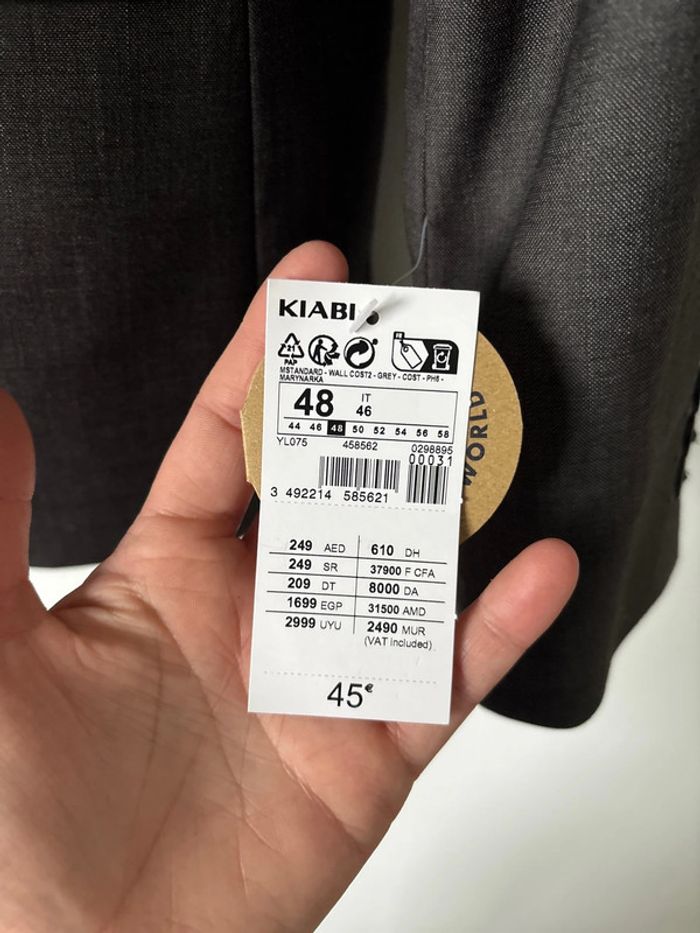 KIABI
21
PAP
MSTANDARD - WALL COST2 - GREY - COST - PH6 -
MARYNARKA
48 IT 46
44 46 48 50 52 54 56 58
YL075 458562 0298895
00031
3 492214 585621
WORLD
249 AED 610 DH
249 SR 37900 F CFA
209 DT 8000 DA
1699 EGP 31500 AMD
2999 UYU 2490 MUR
(VAT included)
45€